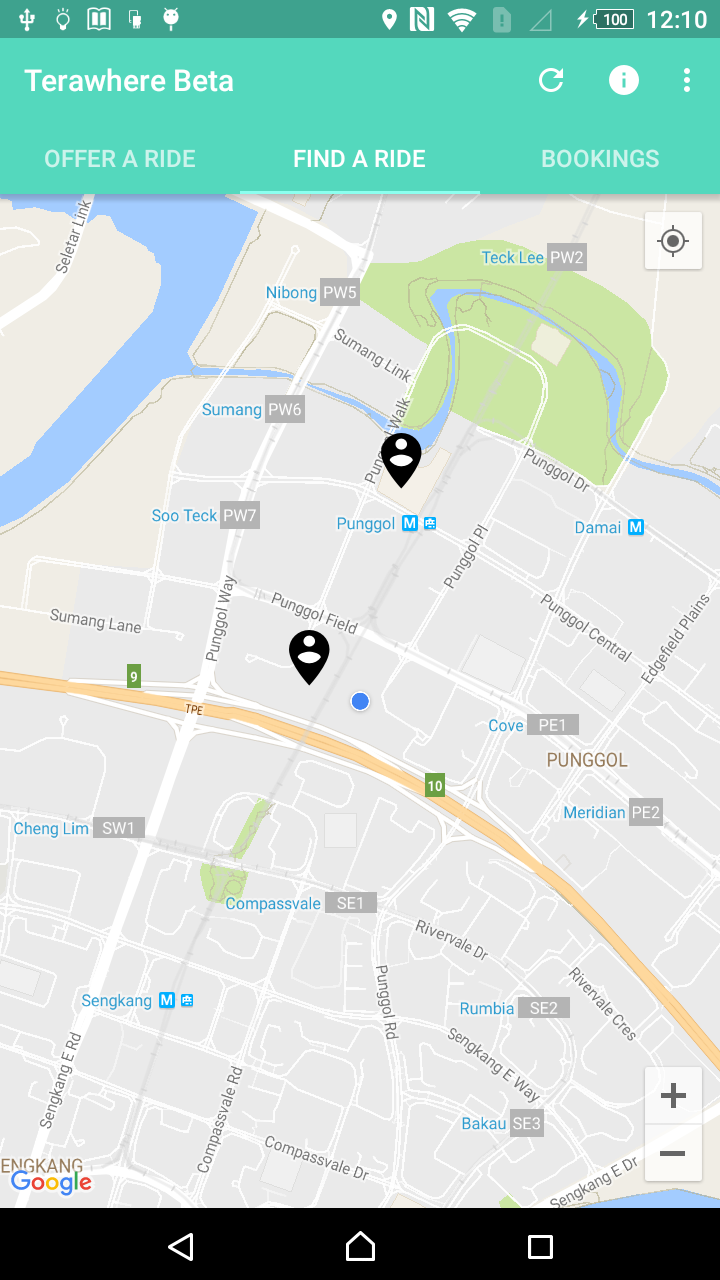 100 12:10
Terawhere Beta
OFFER A RIDE
FIND A RIDE
BOOKINGS
Seletar Link
Teck Lee PW2
Nibong PW5
Sumang Link
Sumang PW6
Punggol Dr
Soo Teck PW7
Punggol M
Damai M
Punggol Pl
Punggol Way
Punggol Field
Sumang Lane
Punggol Central
Edgefield Plains
9
TPE
Cove PE1
PUNGGOL
10
Meridian PE2
Cheng Lim SW1
Compassvale SE1
Rivervale Dr
Sengkang M
Punggol Rd
Rumbia SE2
Rivervale Cres
Sengkang E Rd
Compassvale Rd
Sengkang E Way
Bakau SE3
Compassvale Dr
ENGKANG
Google
Sengkang E Dr